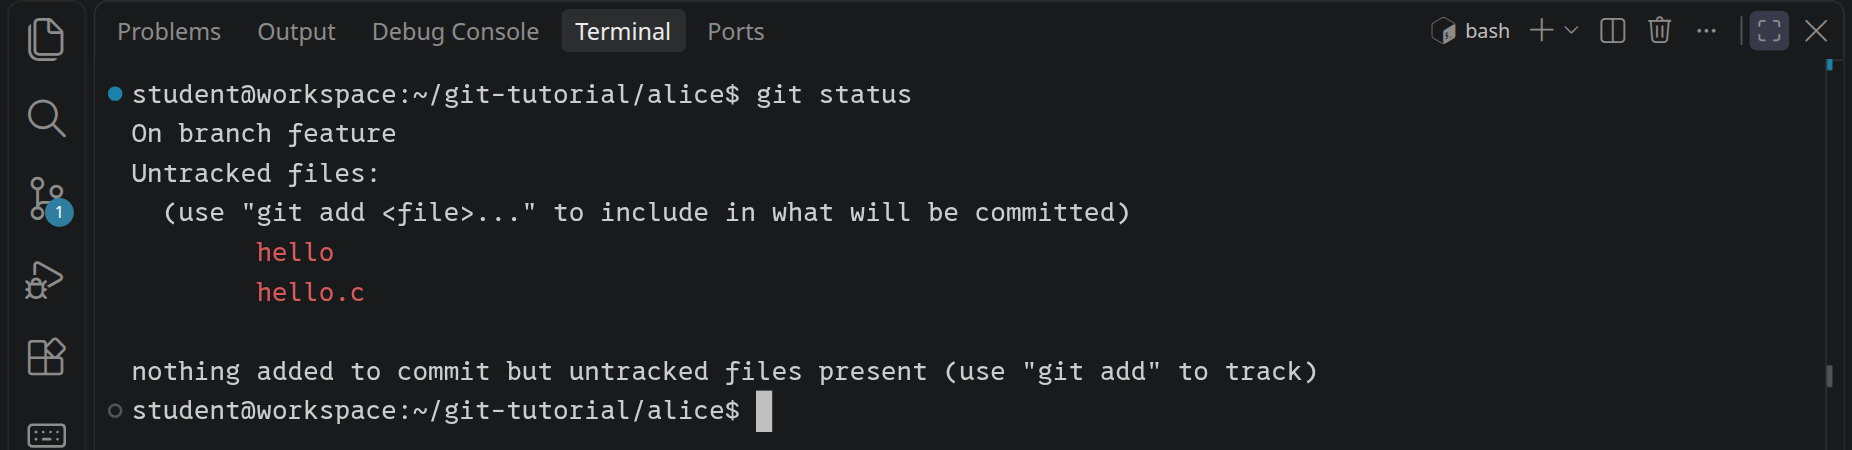 Problems Output Debug Console Terminal Ports bash
student@workspace:~/git-tutorial/alice$ git status
On branch feature
Untracked files:
  (use "git add <file>..." to include in what will be committed)
        hello
        hello.c
1
nothing added to commit but untracked files present (use "git add" to track)
student@workspace:~/git-tutorial/alice$